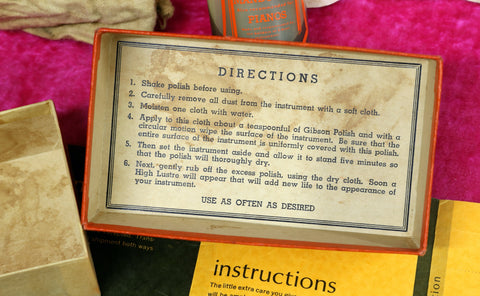 PIANOS
DIRECTIONS
1. Shake polish before using.
2. Carefully remove all dust from the instrument with a soft cloth.
3. Moisten one cloth with water.
4. Apply to this cloth about a teaspoonful of Gibson Polish and with a
circular motion wipe the surface of the instrument. Be sure that the
entire surface of the instrument is uniformly covered with this polish.
5. Then set the instrument aside and allow it to stand five minutes so
that the polish will thoroughly dry.
6. Next, gently rub off the excess polish, using the dry cloth. Soon a
High Lustre will appear that will add new life to the appearance of
your instrument.
USE AS OFTEN AS DESIRED
both ways
instructions
The little extra care you